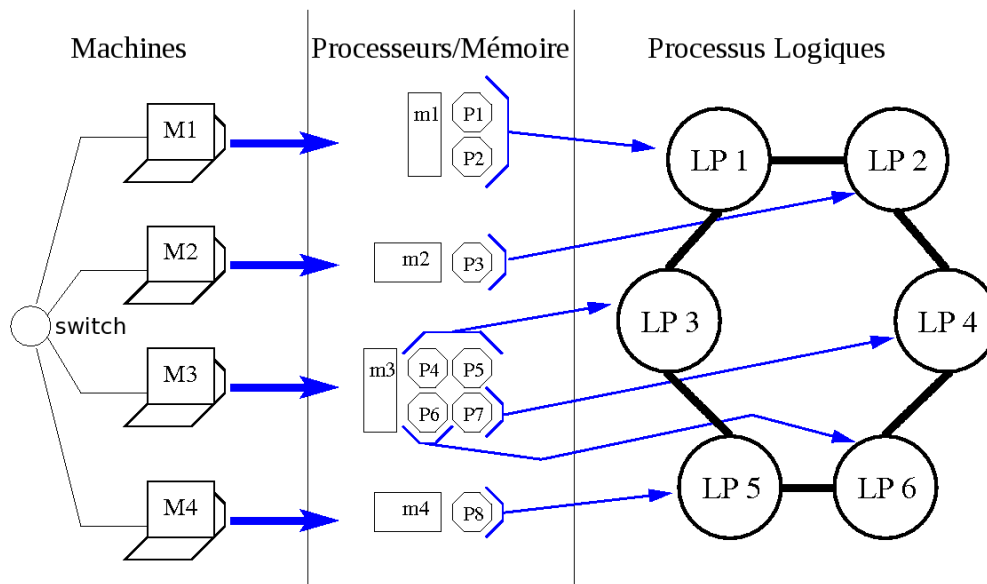 Machines
Processeurs/Mémoire
Processus Logiques
M1
m1
P1
P2
LP 1
LP 2
M2
m2
P3
switch
LP 3
LP 4
M3
m3
P4
P5
P6
P7
M4
m4
P8
LP 5
LP 6